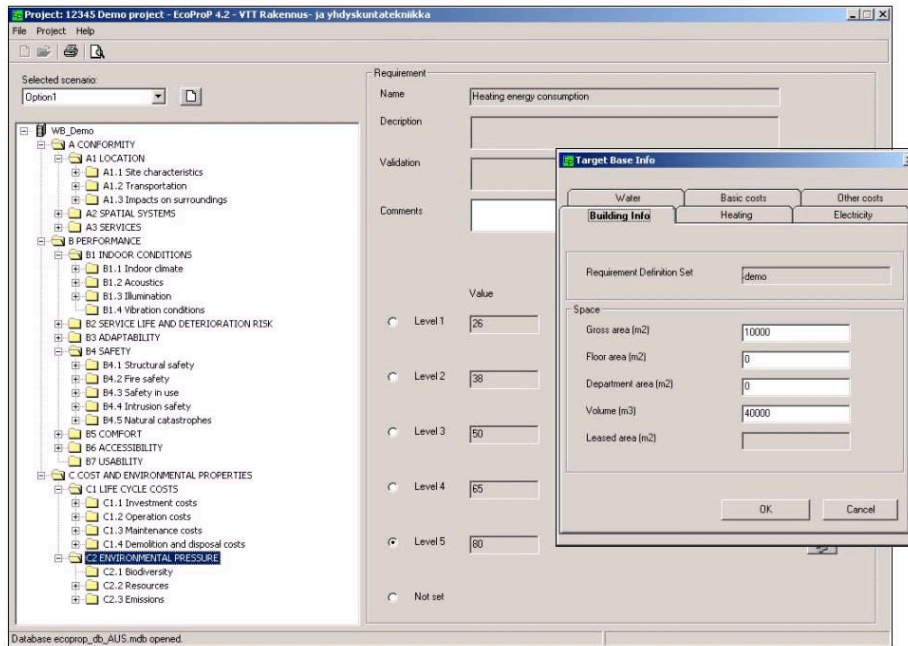 Project: 12345 Demo project - EcoProP 4.2 - VTT Rakennus- ja yhdyskuntatekniikka
File Project Help
Selected scenario:
Option1
WB_Demo
A CONFORMITY
A1 LOCATION
A1.1 Site characteristics
A1.2 Transportation
A1.3 Impacts on surroundings
A2 SPATIAL SYSTEMS
A3 SERVICES
B PERFORMANCE
B1 INDOOR CONDITIONS
B1.1 Indoor climate
B1.2 Acoustics
B1.3 Illumination
B1.4 Vibration conditions
B2 SERVICE LIFE AND DETERIORATION RISK
B3 ADAPTABILITY
B4 SAFETY
B4.1 Structural safety
B4.2 Fire safety
B4.3 Safety in use
B4.4 Intrusion safety
B4.5 Natural catastrophes
B5 COMFORT
B6 ACCESSIBILITY
B7 USABILITY
C COST AND ENVIRONMENTAL PROPERTIES
C1 LIFE CYCLE COSTS
C1.1 Investment costs
C1.2 Operation costs
C1.3 Maintenance costs
C1.4 Demolition and disposal costs
C2 ENVIRONMENTAL PRESSURE
C2.1 Biodiversity
C2.2 Resources
C2.3 Emissions
Requirement
Name Heating energy consumption
Decription
Validation
Comments
Value
Level 1 26
Level 2 38
Level 3 50
Level 4 65
Level 5 80
Not set
Target Base Info
Water Basic costs Other costs
Building Info Heating Electricity
Requirement Definition Set demo
Space
Gross area (m2) 10000
Floor area (m2) 0
Department area (m2) 0
Volume (m3) 40000
Leased area (m2)
OK Cancel
Database ecoprop_db_AUS.mdb opened.